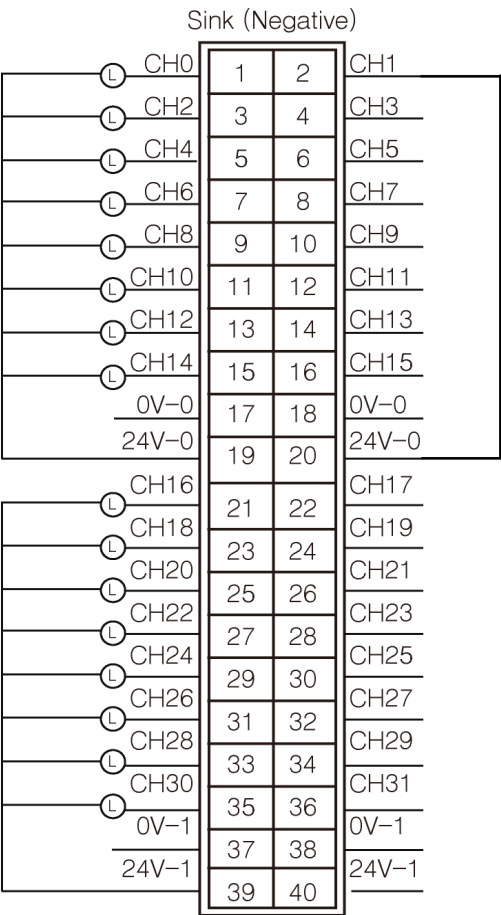 Sink (Negative)
L CH0 1 2 CH1
L CH2 3 4 CH3
L CH4 5 6 CH5
L CH6 7 8 CH7
L CH8 9 10 CH9
L CH10 11 12 CH11
L CH12 13 14 CH13
L CH14 15 16 CH15
0V-0 17 18 0V-0
24V-0 19 20 24V-0
L CH16 21 22 CH17
L CH18 23 24 CH19
L CH20 25 26 CH21
L CH22 27 28 CH23
L CH24 29 30 CH25
L CH26 31 32 CH27
L CH28 33 34 CH29
L CH30 35 36 CH31
0V-1 37 38 0V-1
24V-1 39 40 24V-1